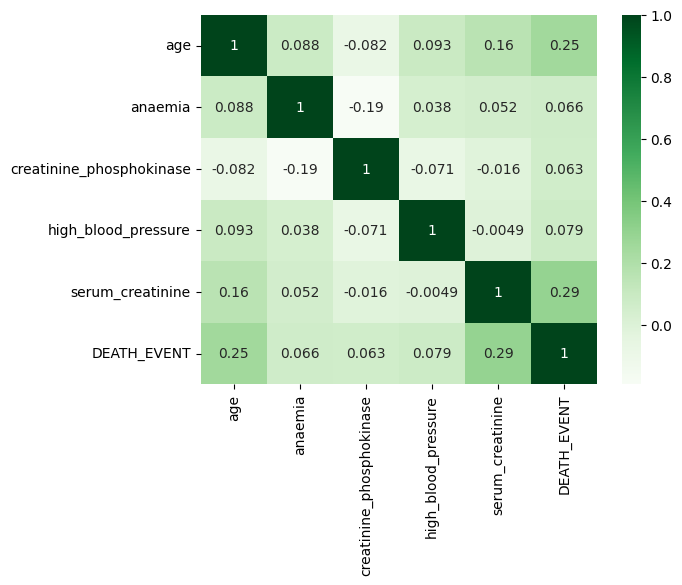 age 1 0.088 -0.082 0.093 0.16 0.25
anaemia 0.088 1 -0.19 0.038 0.052 0.066
creatinine_phosphokinase -0.082 -0.19 1 -0.071 -0.016 0.063
high_blood_pressure 0.093 0.038 -0.071 1 -0.0049 0.079
serum_creatinine 0.16 0.052 -0.016 -0.0049 1 0.29
DEATH_EVENT 0.25 0.066 0.063 0.079 0.29 1
age
anaemia
creatinine_phosphokinase
high_blood_pressure
serum_creatinine
DEATH_EVENT
1.0
0.8
0.6
0.4
0.2
0.0